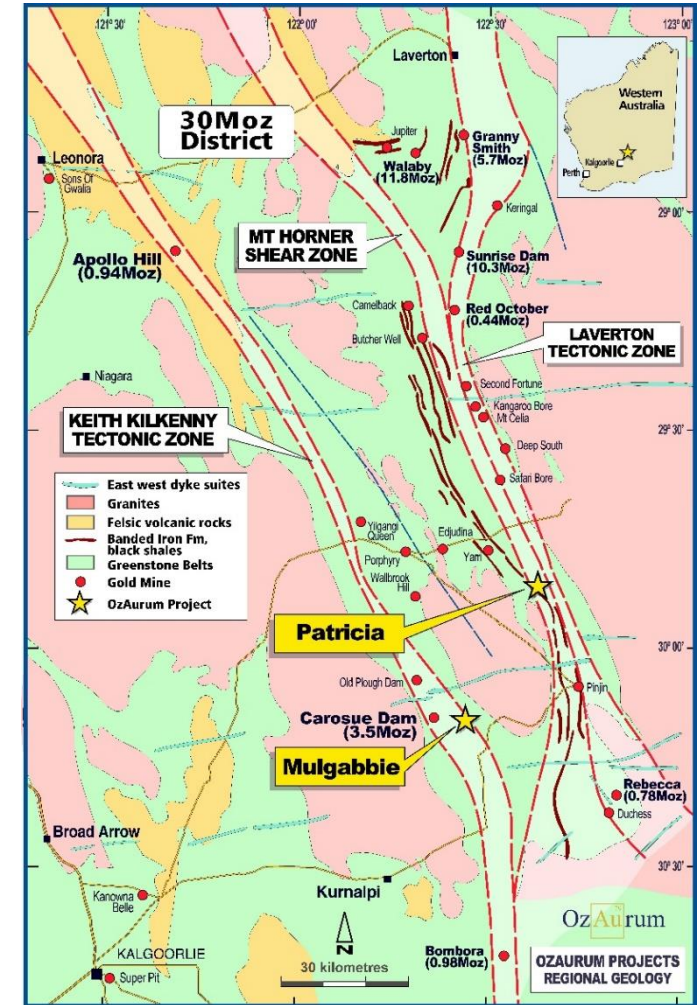 121°30'
122°00'
122°30'
123°00'
Laverton
Western
Australia
Kalgoorlie
Perth
30Moz
District
Jupiter
Granny
Smith
(5.7Moz)
Walaby
(11.8Moz)
Leonora
Sons Of
Gwalia
Keringal
29°00'
MT HORNER
SHEAR ZONE
Apollo Hill
(0.94Moz)
Sunrise Dam
(10.3Moz)
Camelback
Red October
(0.44Moz)
Butcher Well
LAVERTON
TECTONIC ZONE
Niagara
Second Fortune
Kangaroo Bore
Mt Celia
KEITH KILKENNY
TECTONIC ZONE
29°30'
Deep South
Safari Bore
East west dyke suites
Granites
Felsic volcanic rocks
Banded Iron Fm,
black shales
Greenstone Belts
Gold Mine
OzAurum Project
Yilgangi
Queen
Edjudina
Porphyry
Yarri
Wallbrook
Hill
Patricia
30°00'
Old Plough Dam
Pinjin
Carosue Dam
(3.5Moz)
Mulgabbie
Rebecca
(0.78Moz)
Duchess
Broad Arrow
30°30'
Kurnalpi
Kanowna
Belle
N
OzAurum
KALGOORLIE
Super Pit
30 kilometres
Bombora
(0.98Moz)
OZAURUM PROJECTS
REGIONAL GEOLOGY